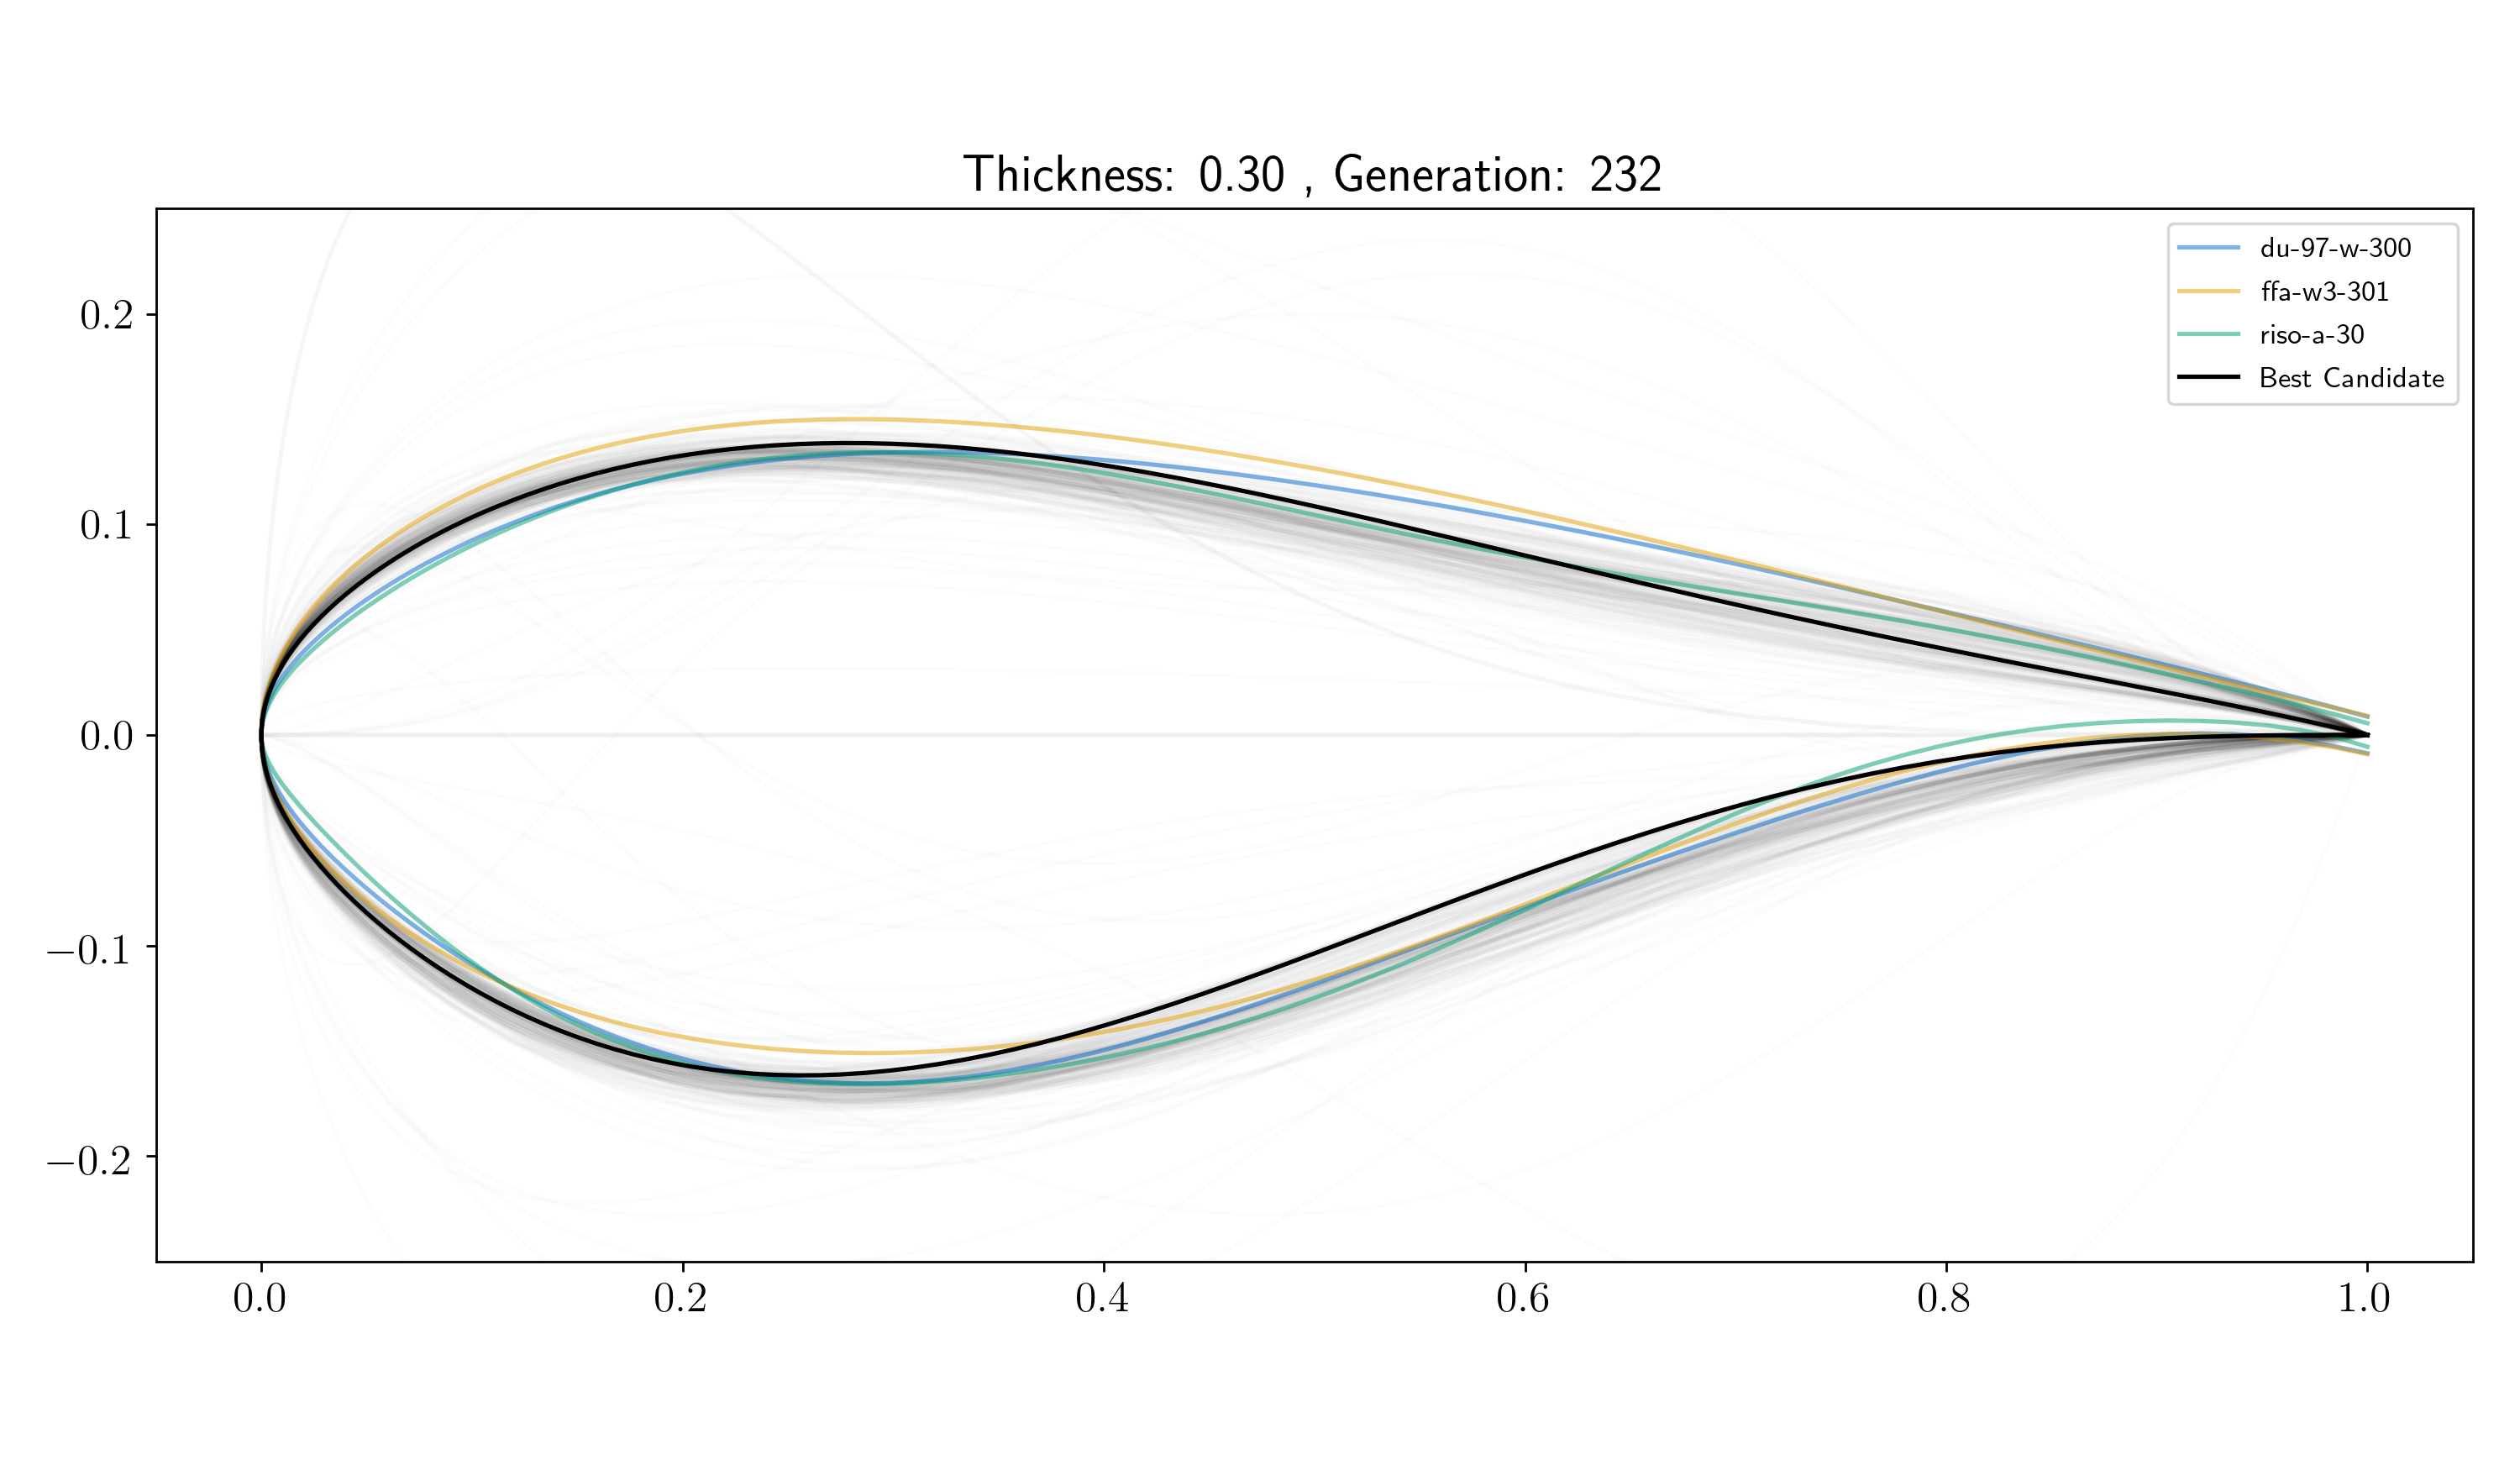 Thickness: 0.30 , Generation: 232
du-97-w-300
ffa-w3-301
riso-a-30
Best Candidate
0.2
0.1
0.0
−0.1
−0.2
0.0 0.2 0.4 0.6 0.8 1.0